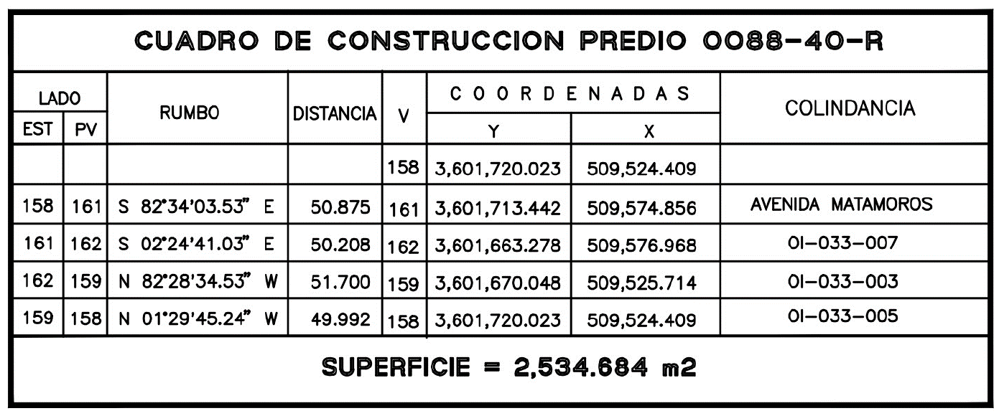 CUADRO DE CONSTRUCCION PREDIO 0088-40-R
LADO RUMBO DISTANCIA V COORDENADAS COLINDANCIA
EST PV Y X
158 3,601,720.023 509,524.409
158 161 S 82°34'03.53" E 50.875 161 3,601,713.442 509,574.856 AVENIDA MATAMOROS
161 162 S 02°24'41.03" E 50.208 162 3,601,663.278 509,576.968 01-033-007
162 159 N 82°28'34.53" W 51.700 159 3,601,670.048 509,525.714 01-033-003
159 158 N 01°29'45.24" W 49.992 158 3,601,720.023 509,524.409 01-033-005
SUPERFICIE = 2,534.684 m2